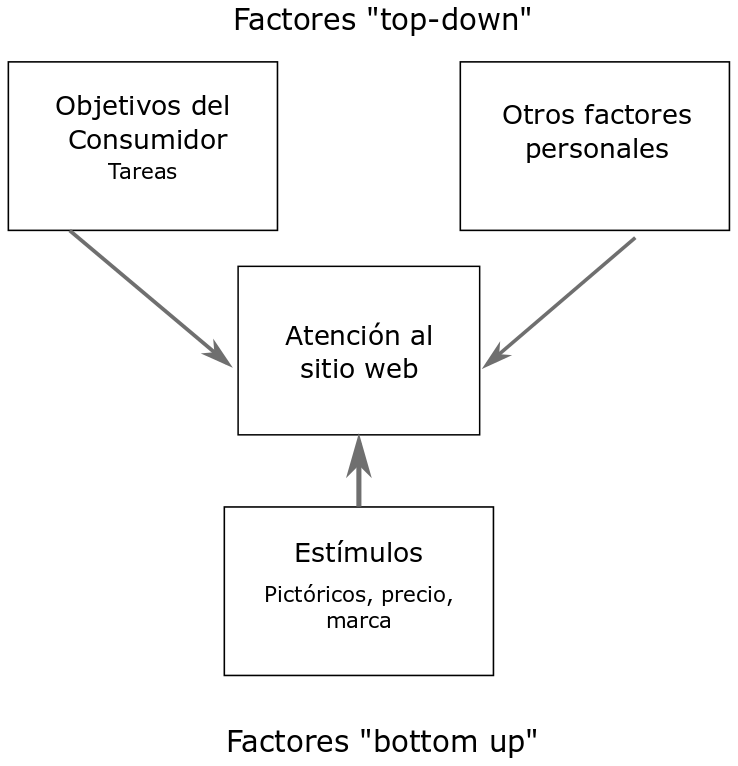 Factores "top-down"
Objetivos del
Consumidor
Tareas
Otros factores
personales
Atención al
sitio web
Estímulos
Pictóricos, precio,
marca
Factores "bottom up"